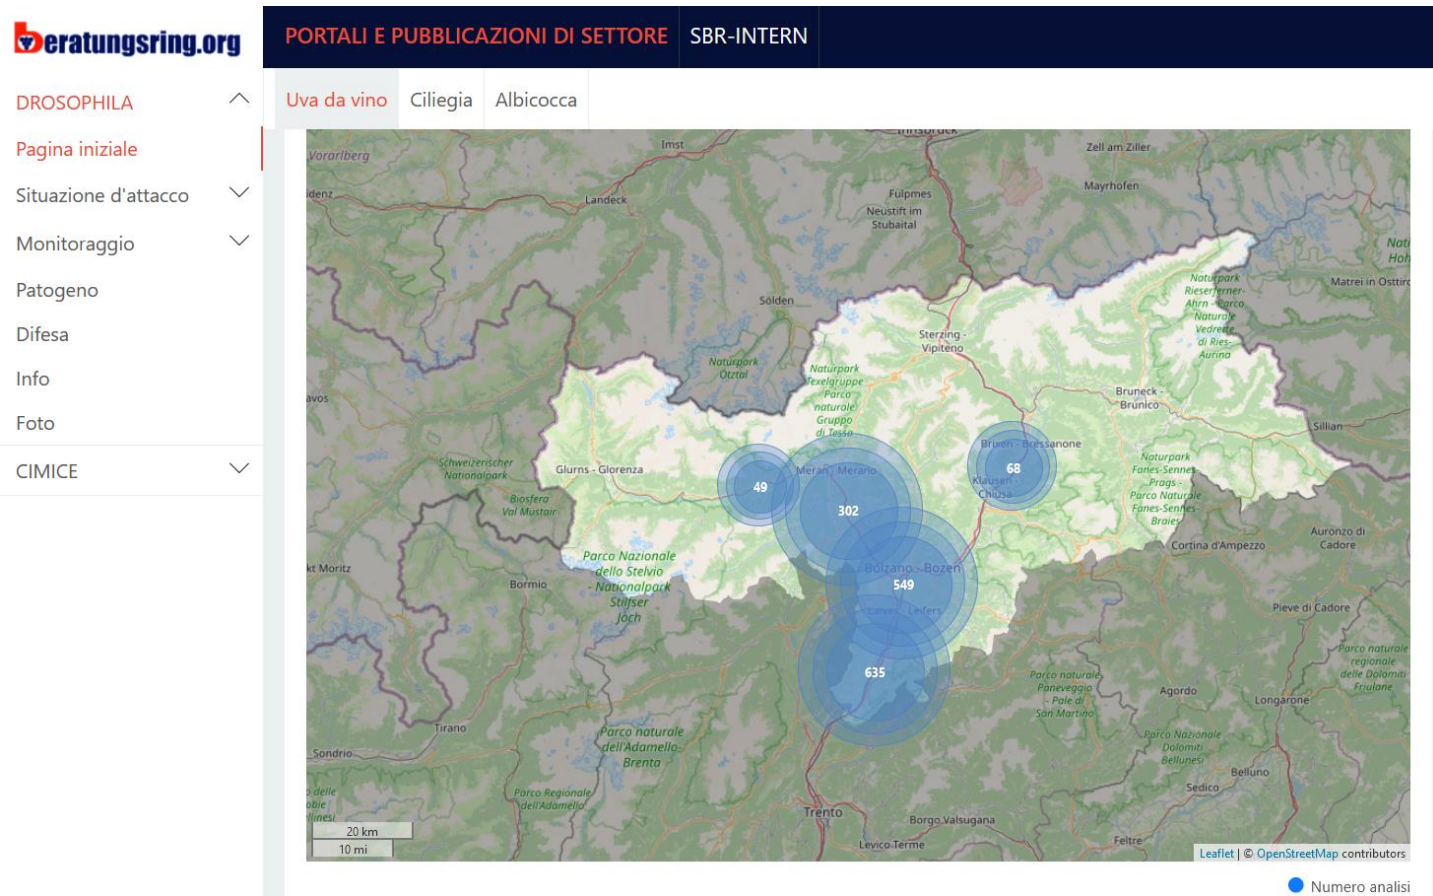 beratungsring.org
PORTALI E PUBBLICAZIONI DI SETTORE
SBR-INTERN
DROSOPHILA
Pagina iniziale
Situazione d'attacco
Monitoraggio
Patogeno
Difesa
Info
Foto
CIMICE
Uva da vino
Ciliegia
Albicocca
Innsbruck
Imst
Zell am Ziller
Vorarlberg
Mayrhofen
Landeck
Fulpmes
Neustift im
Stubaital
Matrei in Osttiro
Naturpark
Rieserferner-
Ahrn - Parco
Naturale
Vedrette
di Ries-
Aurina
Sölden
Sterzing -
Vipiteno
Naturpark
Ötztal
Naturpark
Texelgruppe
Parco
naturale
Gruppo
di Tessa
Bruneck -
Brunico
Sillian
Brixen - Bressanone
Schweizerischer
Nationalpark
Glurns - Glorenza
Meran - Merano
68
Klausen -
Chiusa
49
Naturpark
Fanes-Sennes-
Prags -
Parco Naturale
Fanes-Sennes-
Braies
Biosfera
Val Müstair
302
Auronzo di
Cadore
Cortina d'Ampezzo
Parco Nazionale
dello Stelvio
- Nationalpark
Stilfser
Joch
Bolzano - Bozen
549
Bormio
kt Moritz
Laives - Leifers
Pieve di Cadore
635
Parco naturale
regionale
delle Dolomiti
Friulane
Parco naturale
Paneveggio
- Pale di
San Martino
Agordo
Longarone
Tirano
Parco naturale
dell'Adamello-
Brenta
Parco Nazionale
Dolomiti
Bellunesi
Sondrio
Belluno
Sedico
Parco Regionale
dell'Adamello
Trento
Borgo Valsugana
Feltre
Levico Terme
20 km
10 mi
Leaflet | © OpenStreetMap contributors
Numero analisi